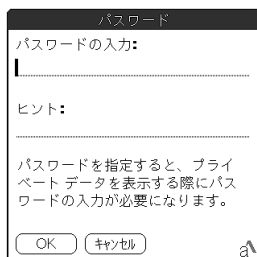 パスワード
パスワードの入力:
ヒント:
パスワードを指定すると、プライ
ベート データを表示する際にパス
ワードの入力が必要になります。
OK キャンセル
a